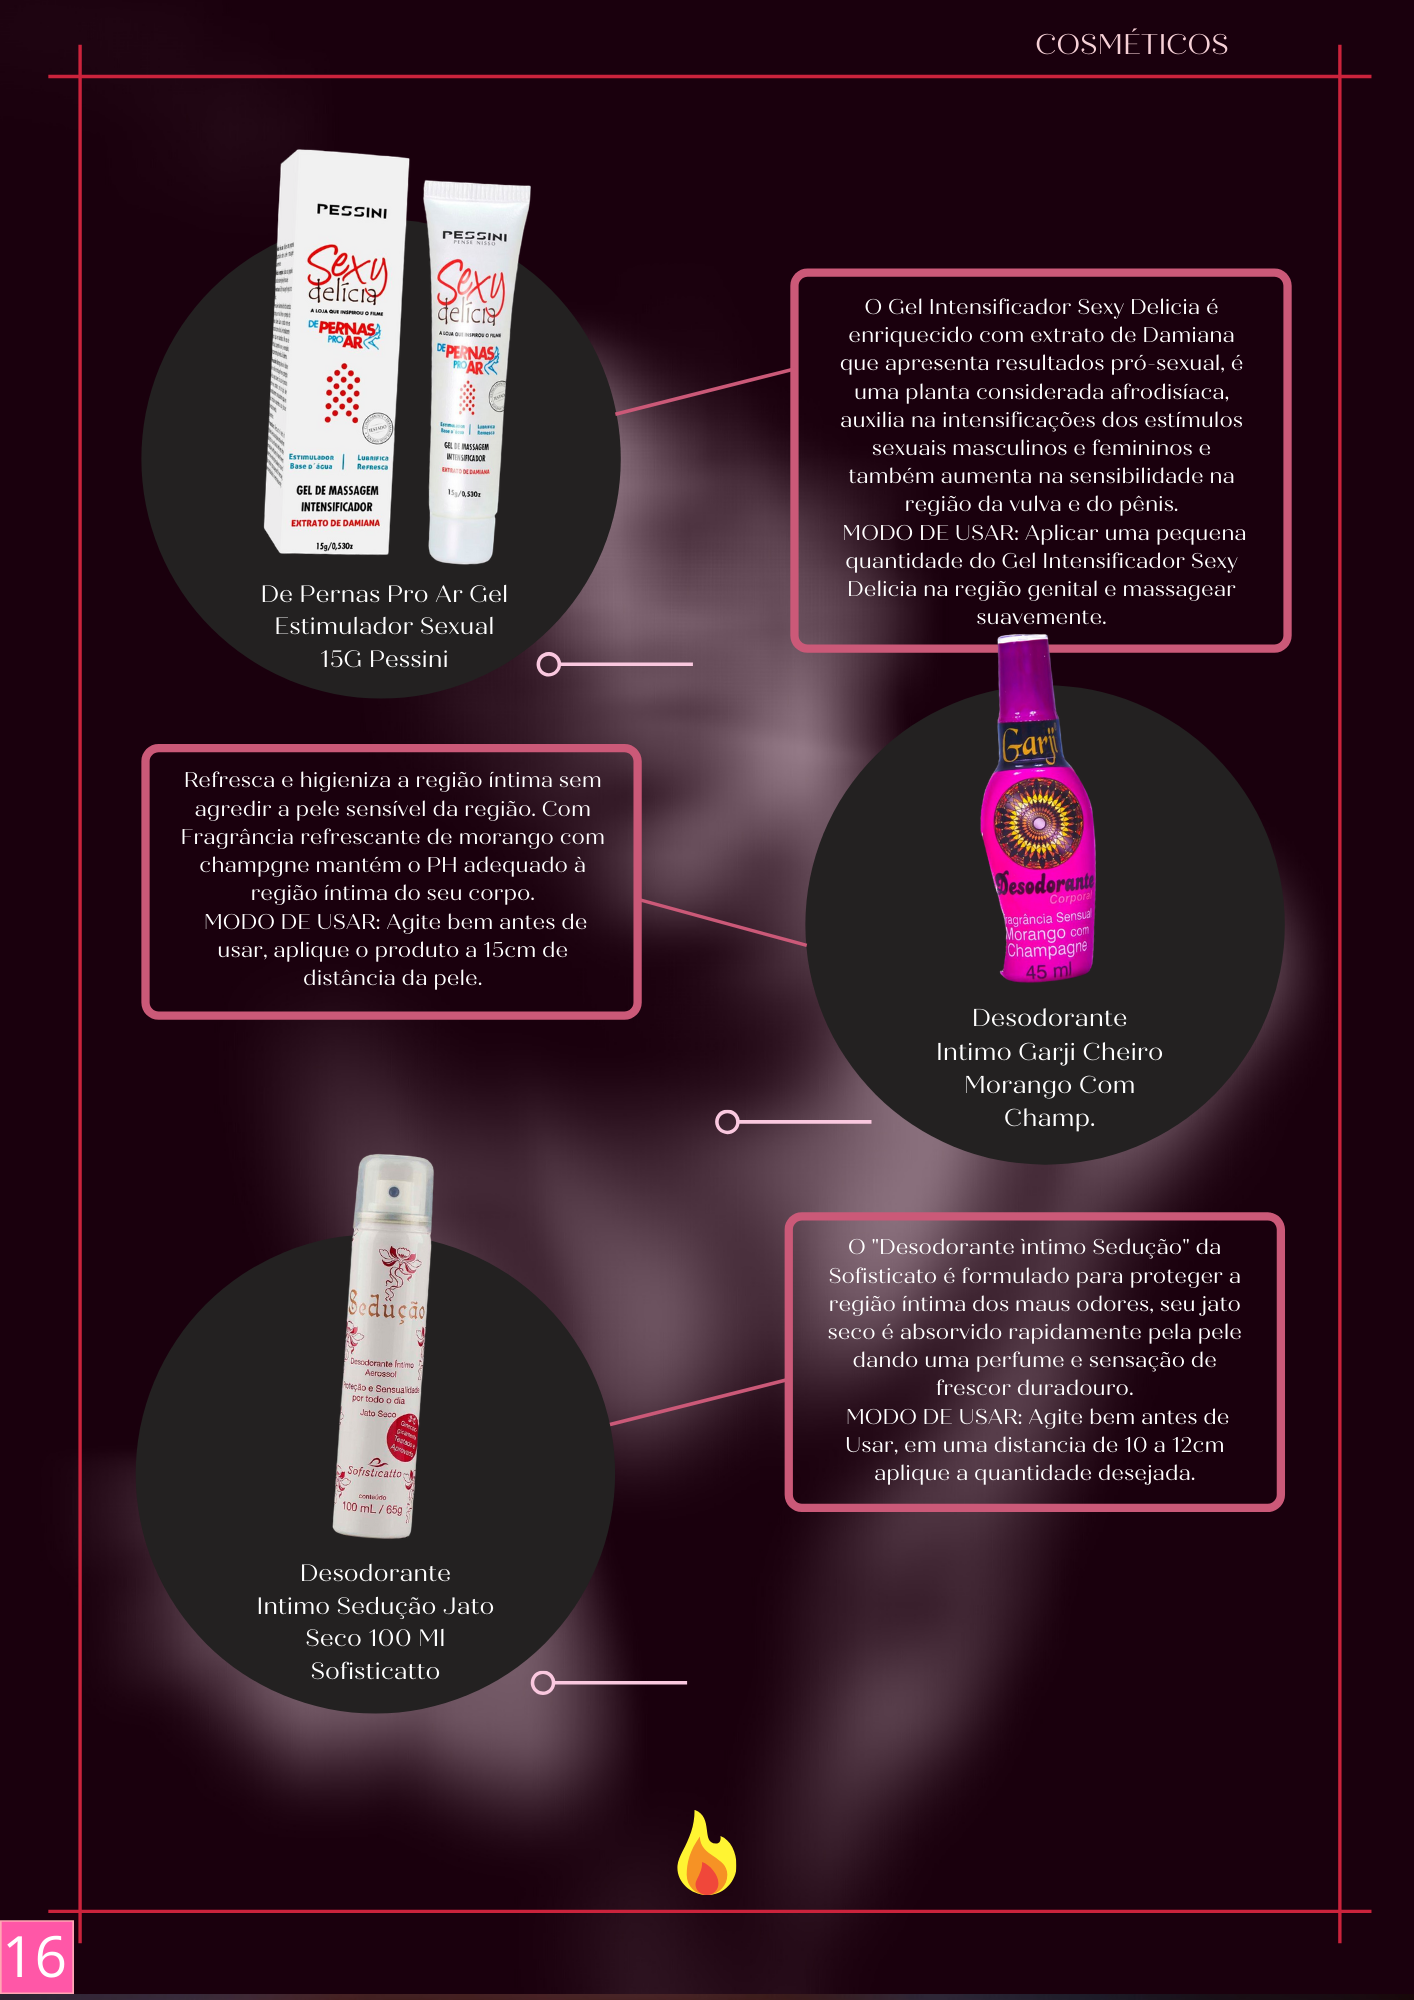 COSMÉTICOS
PESSINI
Sexy
delícia
A LOJA QUE INSPIROU O FILME
DE PERNAS
PRO AR
Estimulador
Base d'água
Lubrifica
Refresca
GEL DE MASSAGEM
INTENSIFICADOR
EXTRATO DE DAMIANA
15g/0,530z
PESSINI
PENSE NISSO
Sexy
delícia
A LOJA QUE INSPIROU O FILME
DE PERNAS
PRO AR
Estimulador
Base d'água
Lubrifica
Refresca
GEL DE MASSAGEM
INTENSIFICADOR
EXTRATO DE DAMIANA
15g/0,530z
De Pernas Pro Ar Gel
Estimulador Sexual
15G Pessini
O Gel Intensificador Sexy Delicia é
enriquecido com extrato de Damiana
que apresenta resultados pró-sexual, é
uma planta considerada afrodisíaca,
auxilia na intensificações dos estímulos
sexuais masculinos e femininos e
também aumenta na sensibilidade na
região da vulva e do pênis.
MODO DE USAR: Aplicar uma pequena
quantidade do Gel Intensificador Sexy
Delicia na região genital e massagear
suavemente.
Refresca e higieniza a região íntima sem
agredir a pele sensível da região. Com
Fragrância refrescante de morango com
champgne mantém o PH adequado à
região íntima do seu corpo.
MODO DE USAR: Agite bem antes de
usar, aplique o produto a 15cm de
distância da pele.
Garji
Desodorante
Corporal
ragrância Sensual
Morango com
Champagne
45 ml
Desodorante
Intimo Garji Cheiro
Morango Com
Champ.
Sedução
Desodorante Íntimo
Aerossol
Proteção e Sensualidade
por todo o dia
Jato Seco
Sofisticatto
conteúdo
100 mL / 65g
Desodorante
Intimo Sedução Jato
Seco 100 Ml
Sofisticatto
O "Desodorante ìntimo Sedução" da
Sofisticato é formulado para proteger a
região íntima dos maus odores, seu jato
seco é absorvido rapidamente pela pele
dando uma perfume e sensação de
frescor duradouro.
MODO DE USAR: Agite bem antes de
Usar, em uma distancia de 10 a 12cm
aplique a quantidade desejada.
16